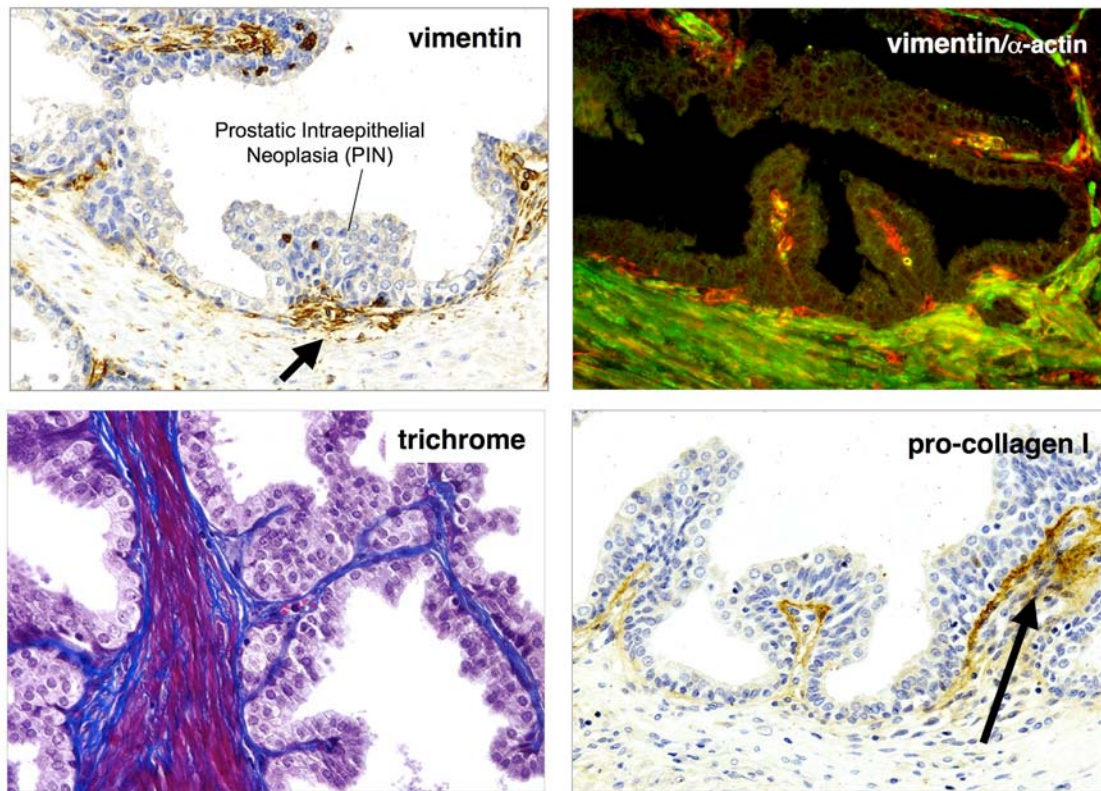 vimentin
Prostatic Intraepithelial
Neoplasia (PIN)
vimentin/α-actin
trichrome
pro-collagen I